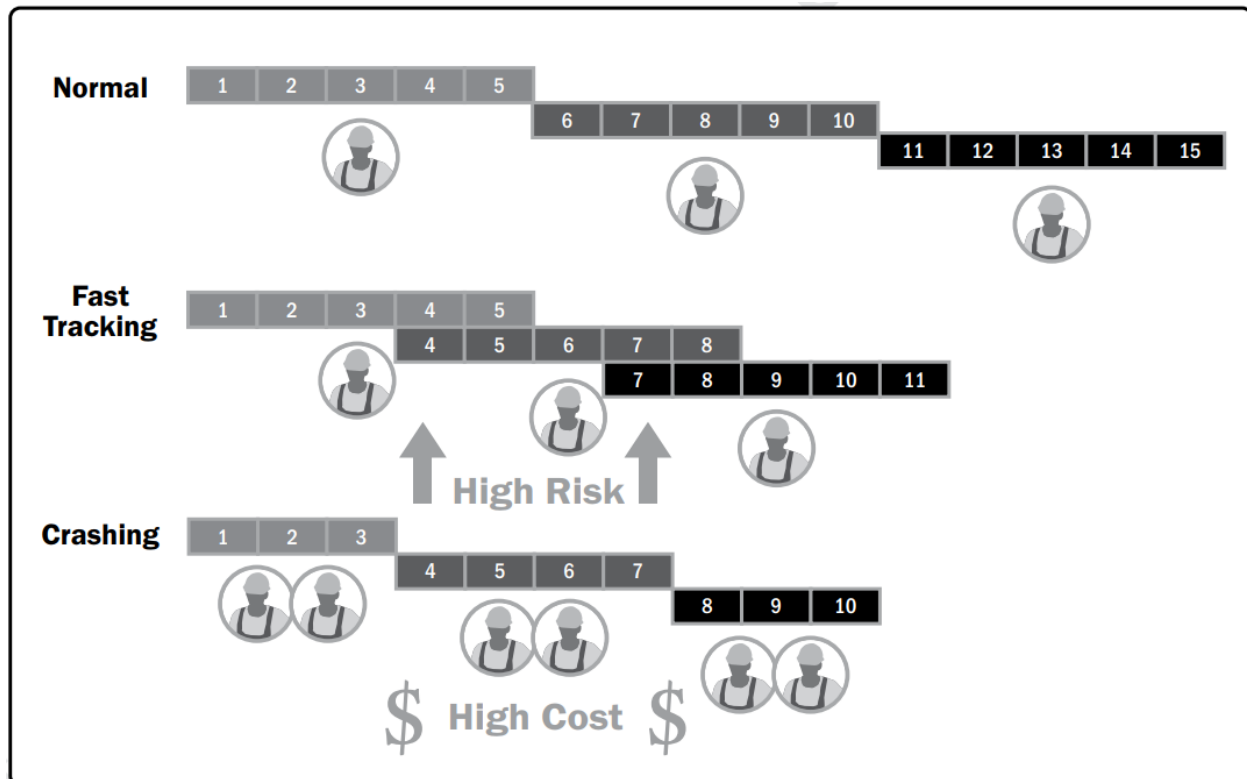 Normal
1 2 3 4 5
6 7 8 9 10
11 12 13 14 15
Fast
Tracking
1 2 3 4 5
4 5 6 7 8
7 8 9 10 11
High Risk
Crashing
1 2 3
4 5 6 7
8 9 10
$ High Cost $